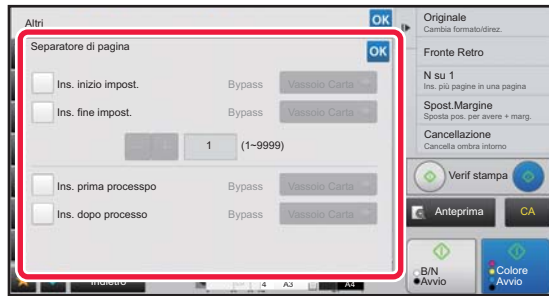 Altri
OK
Separatore di pagina
OK
Ins. inizio impost.
Bypass
Vassoio Carta
Ins. fine impost.
Bypass
Vassoio Carta
1
(1~9999)
Ins. prima processpo
Bypass
Vassoio Carta
Ins. dopo processo
Bypass
Vassoio Carta
Indietro
4
A3
A4
Originale
Cambia formato/direz.
Fronte Retro
N su 1
Ins. più pagine in una pagina
Spost.Margine
Sposta pos. per avere + marg.
Cancellazione
Cancella ombra intorno
Verif stampa
Anteprima
CA
B/N
Avvio
Colore
Avvio